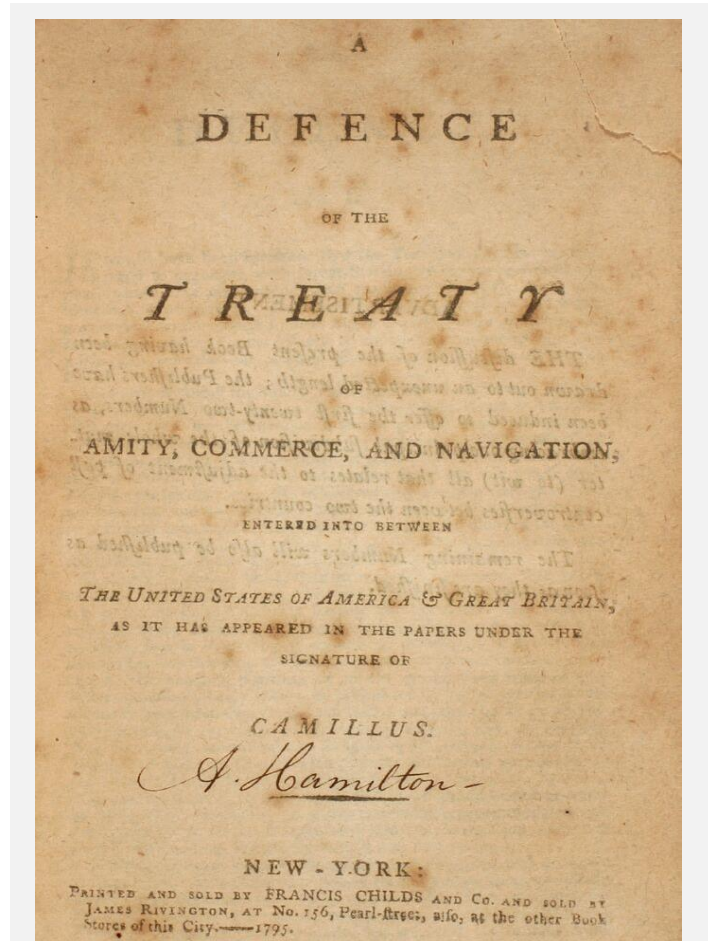 A
DEFENCE
OF THE
TREATY
OF
AMITY, COMMERCE, AND NAVIGATION,
ENTERED INTO BETWEEN
THE UNITED STATES OF AMERICA & GREAT BRITAIN,
AS IT HAS APPEARED IN THE PAPERS UNDER THE
SIGNATURE OF
CAMILLUS.
A. Hamilton -
NEW-YORK:
PRINTED AND SOLD BY FRANCIS CHILDS AND CO. AND SOLD BY
JAMES RIVINGTON, AT No. 156, Pearl-ſtreet, alſo, at the other Book
Stores of this City.——1795.